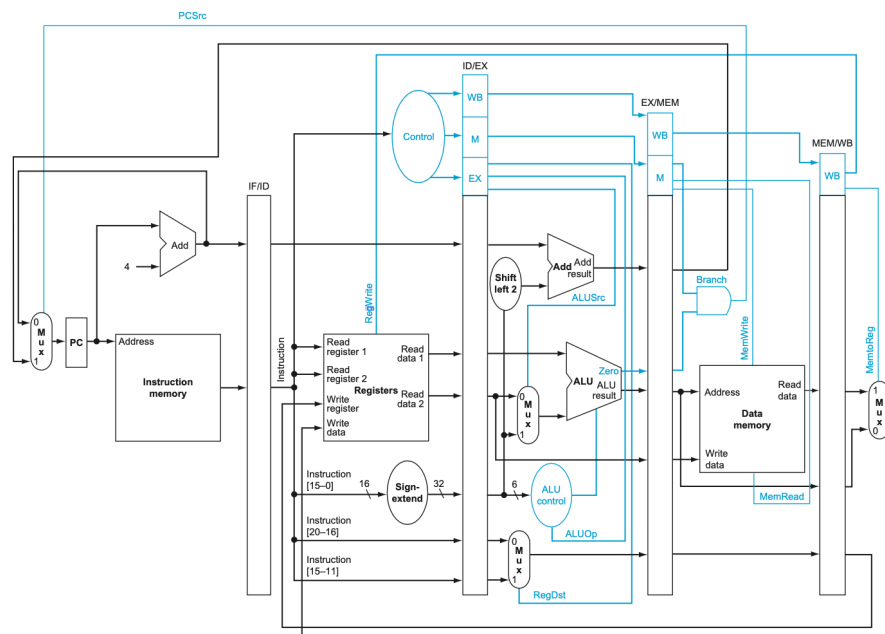 PCSrc
ID/EX
EX/MEM
MEM/WB
IF/ID
Control
WB
M
EX
WB
M
WB
Add
4
Shift
left 2
Add
Add
result
Branch
ALUSrc
RegWrite
MemWrite
MemtoReg
0
M
u
x
1
PC
Address
Instruction
memory
Instruction
Read
register 1
Read
register 2
Write
register
Write
data
Registers
Read
data 1
Read
data 2
0
M
u
x
1
Zero
ALU
ALU
result
Address
Read
data
Data
memory
Write
data
1
M
u
x
0
MemRead
Instruction
[15–0]
16
Sign-
extend
32
6
ALU
control
ALUOp
Instruction
[20–16]
Instruction
[15–11]
0
M
u
x
1
RegDst